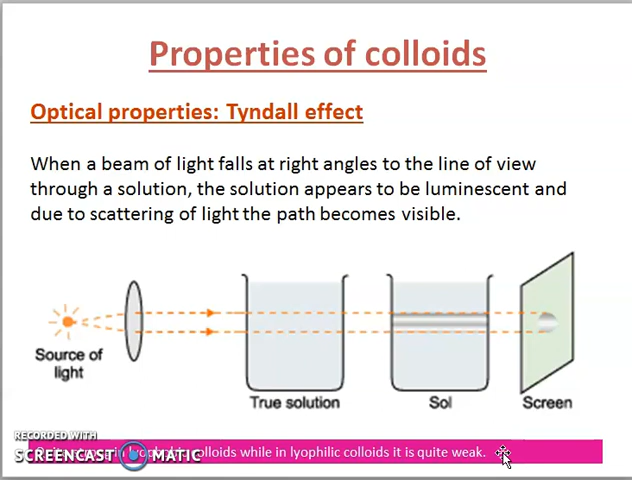 Properties of colloids
Optical properties: Tyndall effect
When a beam of light falls at right angles to the line of view
through a solution, the solution appears to be luminescent and
due to scattering of light the path becomes visible.
Source of
light
True solution
Sol
Screen
RECORDED WITH
SCREENCAST MATIC
colloids while in lyophilic colloids it is quite weak.